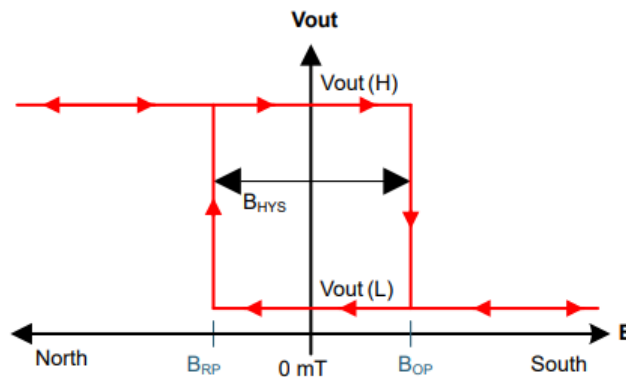 Vout
Vout (H)
BHYS
Vout (L)
B
North
BRP
0 mT
BOP
South